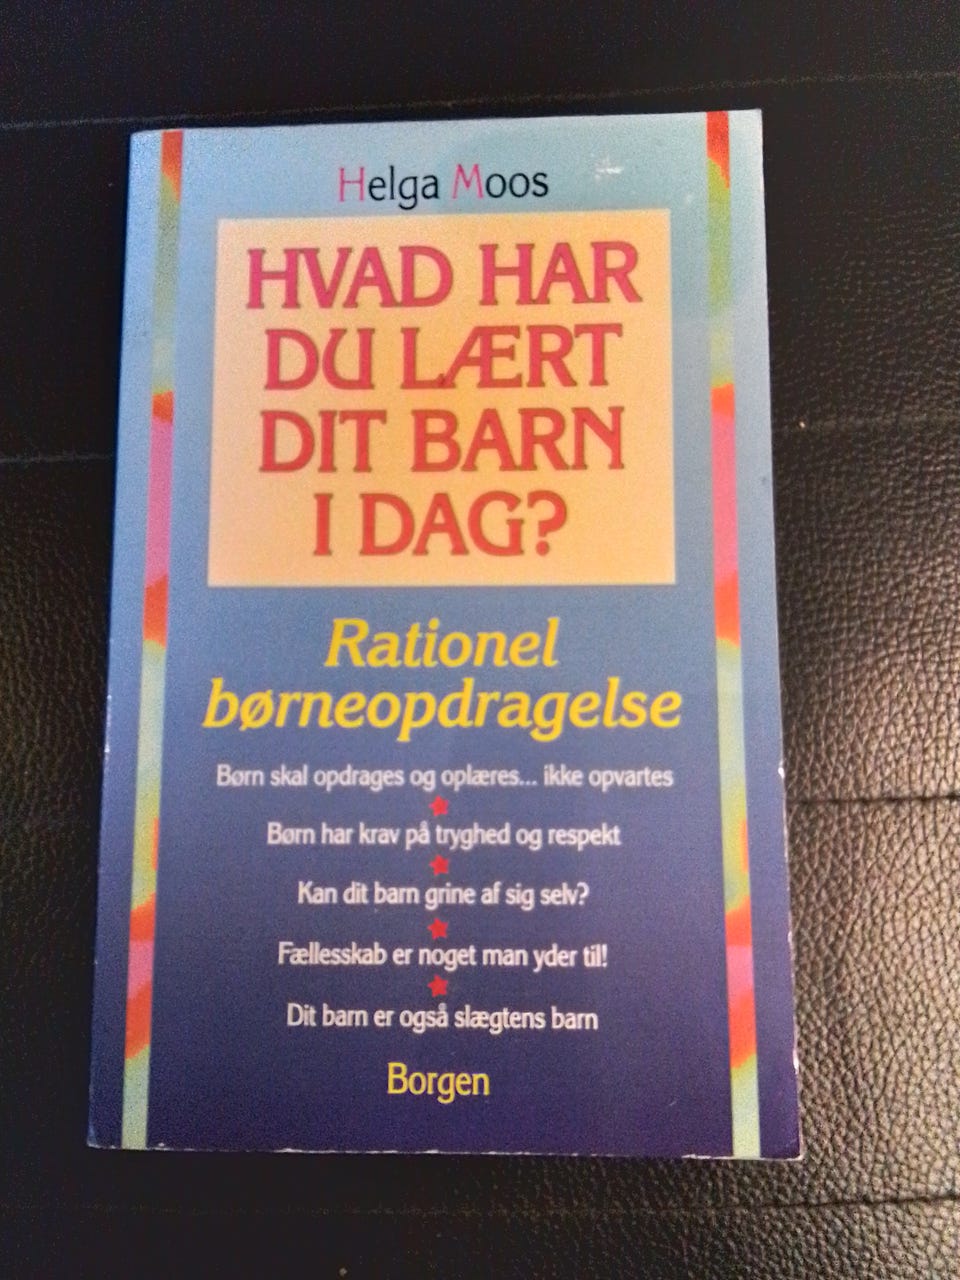 Helga Moos
HVAD HAR
DU LÆRT
DIT BARN
I DAG?
Rationel
børneopdragelse
Børn skal opdrages og oplæres... ikke opvartes
Børn har krav på tryghed og respekt
Kan dit barn grine af sig selv?
Fællesskab er noget man yder til!
Dit barn er også slægtens barn
Borgen